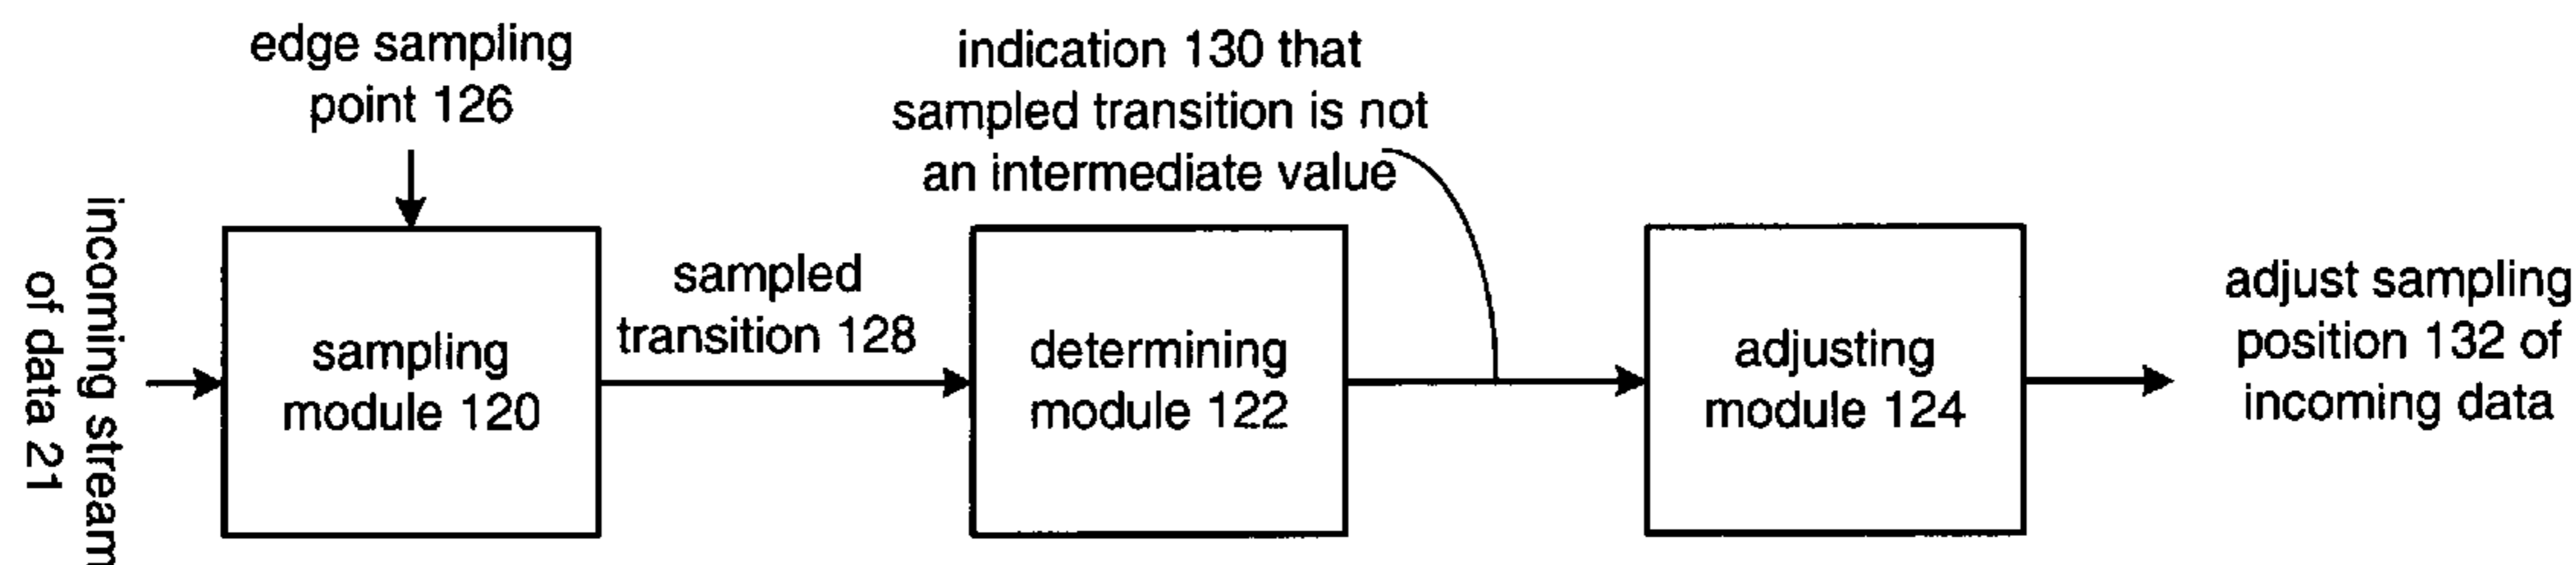 edge sampling
point 126
indication 130 that
sampled transition is not
an intermediate value
incoming stream
of data 21
sampling
module 120
sampled
transition 128
determining
module 122
adjusting
module 124
adjust sampling
position 132 of
incoming data